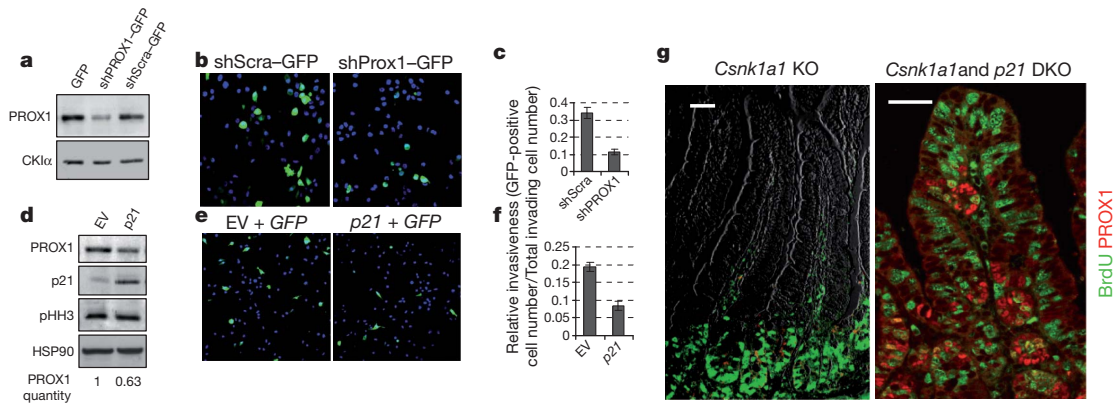 a
GFP
shPROX1–GFP
shScra–GFP
PROX1
CKIα
b
shScra–GFP
shProx1–GFP
c
0.4
0.3
0.2
0.1
0
shScra
shPROX1
Relative invasiveness (GFP-positive
cell number/Total invading cell number)
d
EV
p21
PROX1
p21
pHH3
HSP90
PROX1
quantity
1 0.63
e
EV + GFP
p21 + GFP
f
0.25
0.2
0.15
0.1
0.05
0
EV
p21
g
Csnk1a1 KO
Csnk1a1and p21 DKO
BrdU PROX1